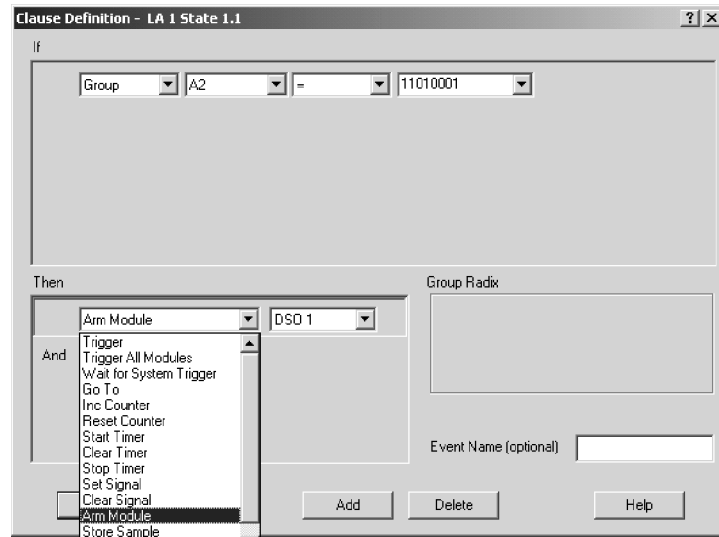 Clause Definition - LA 1 State 1.1
If
Group A2 = 11010001
Then
Group Radix
Arm Module DSO 1
And
Trigger
Trigger All Modules
Wait for System Trigger
Go To
Inc Counter
Reset Counter
Start Timer
Clear Timer
Stop Timer
Set Signal
Clear Signal
Arm Module
Store Sample
Event Name (optional)
Add
Delete
Help